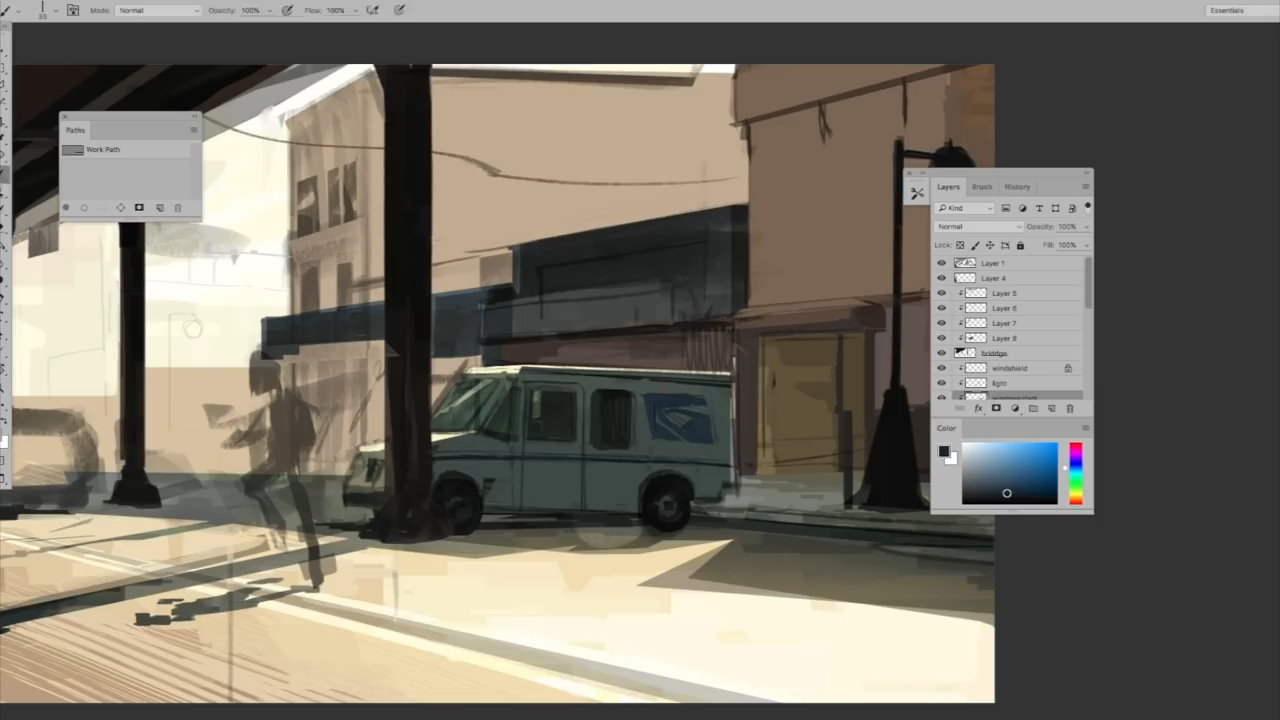 35 Mode: Normal Opacity: 100% Flow: 100% Essentials
Paths
Work Path
Layers Brush History
Kind
Normal Opacity: 100%
Lock: Fill: 100%
Layer 1
Layer 4
Layer 5
Layer 6
Layer 7
Layer 8
briddge
windshield
light
Color